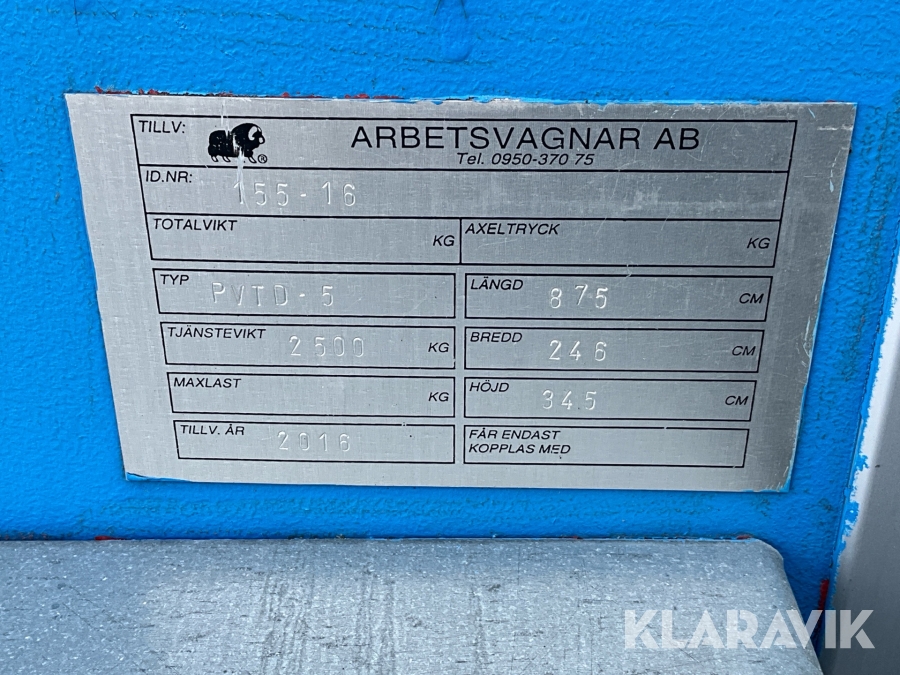 TILLV: ® ARBETSVAGNAR AB
Tel. 0950-370 75
ID.NR: 155-16
TOTALVIKT KG AXELTRYCK KG
TYP PVTD-5 LÄNGD 875 CM
TJÄNSTEVIKT 2500 KG BREDD 246 CM
MAXLAST KG HÖJD 345 CM
TILLV. ÅR 2016 FÅR ENDAST
KOPPLAS MED
KLARAVIK